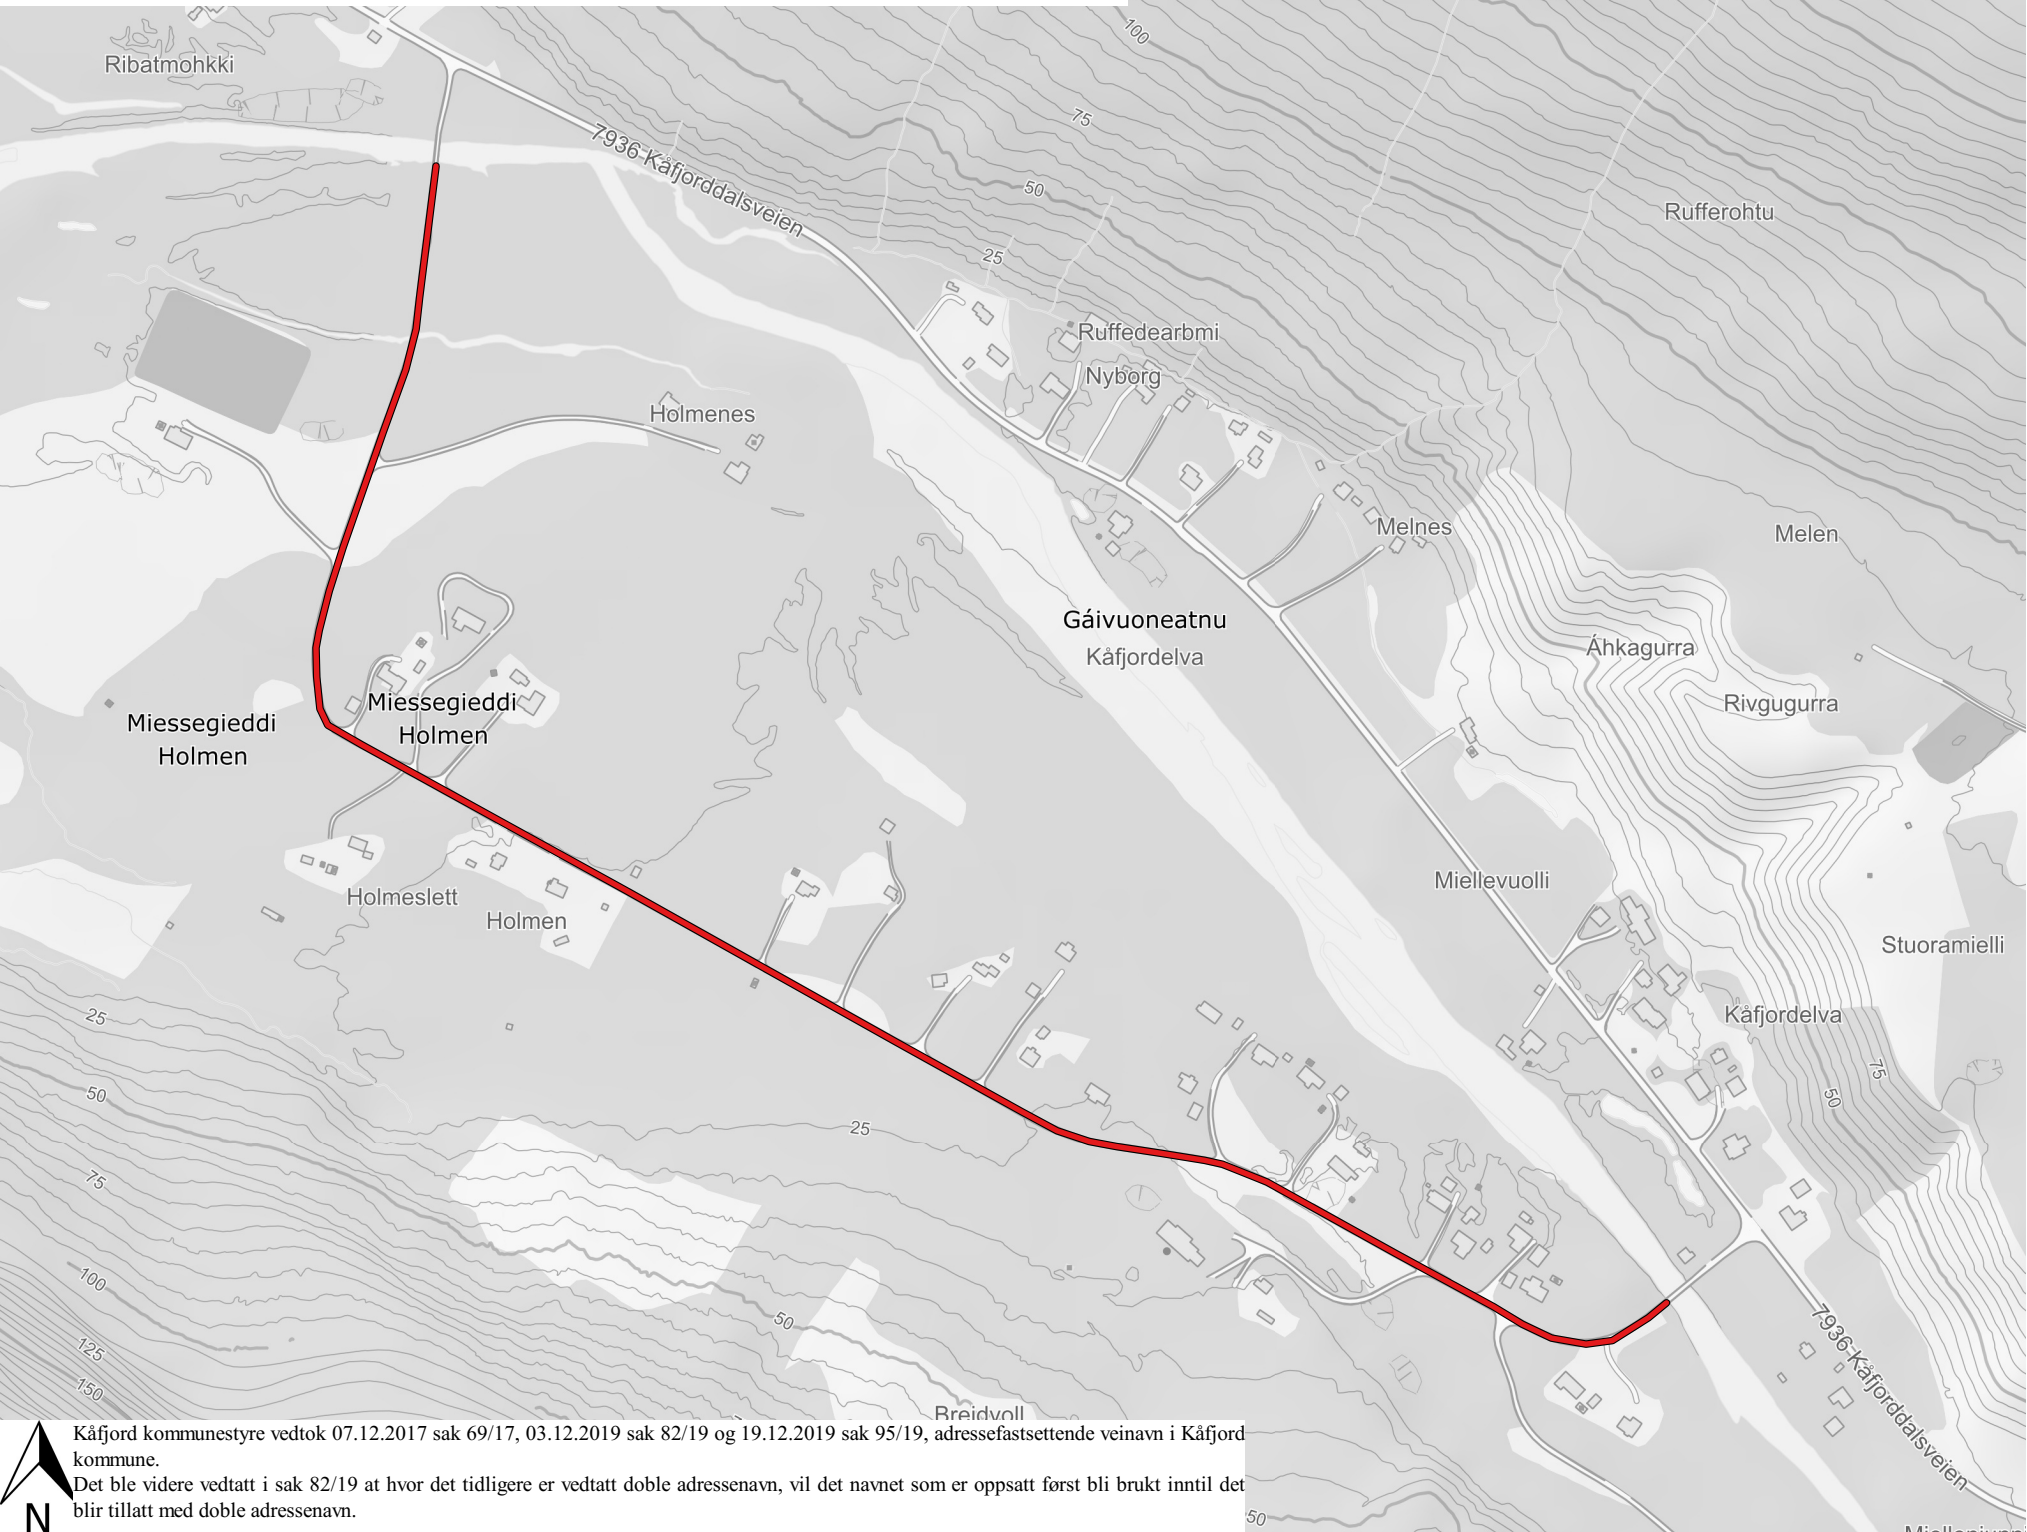 Ribatmohkki
100
75
7936 Kåfjorddalsveien
50
Rufferohtu
25
Ruffedearbmi
Nyborg
Holmenes
Melnes
Melen
Gáivuoneatnu
Kåfjordelva
Áhkagurra
Rivgugurra
Miessegieddi
Holmen
Miessegieddi
Holmen
Miellevuolli
Holmeslett
Holmen
Stuoramielli
Kåfjordelva
25
75
50
50
25
75
100
50
125
150
7936 Kåfjorddalsveien
Breidvoll
Kåfjord kommunestyre vedtok 07.12.2017 sak 69/17, 03.12.2019 sak 82/19 og 19.12.2019 sak 95/19, adressefastsettende veinavn i Kåfjord
kommune.
Det ble videre vedtatt i sak 82/19 at hvor det tidligere er vedtatt doble adressenavn, vil det navnet som er oppsatt først bli brukt inntil det
blir tillatt med doble adressenavn.
N
50